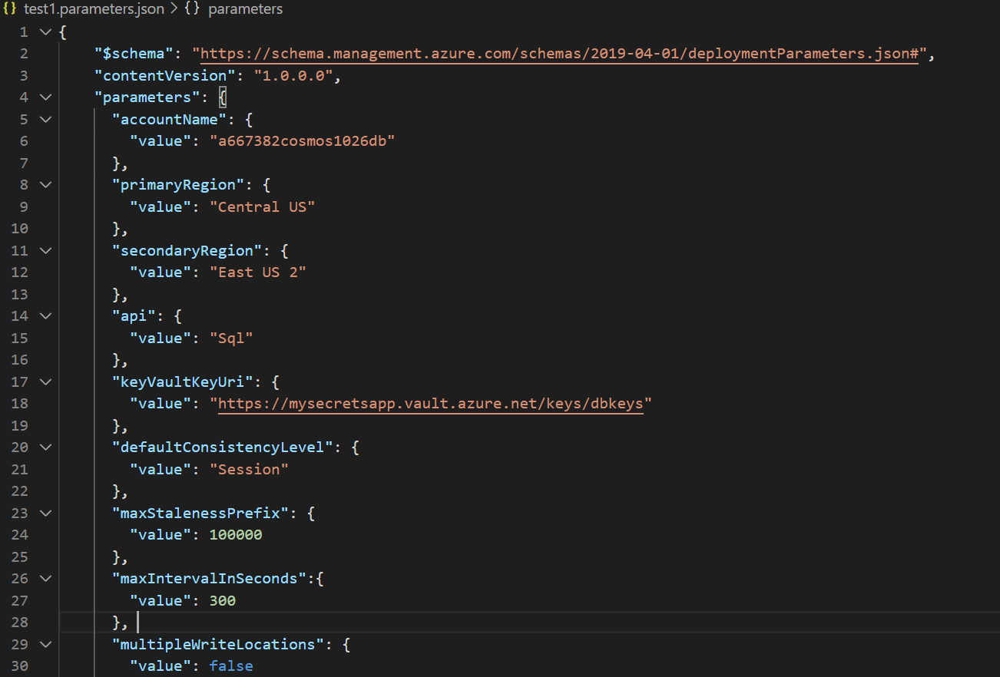 {} test1.parameters.json > {} parameters
1 {
2 "$schema": "https://schema.management.azure.com/schemas/2019-04-01/deploymentParameters.json#",
3 "contentVersion": "1.0.0.0",
4 "parameters": {
5 "accountName": {
6 "value": "a667382cosmos1026db"
7 },
8 "primaryRegion": {
9 "value": "Central US"
10 },
11 "secondaryRegion": {
12 "value": "East US 2"
13 },
14 "api": {
15 "value": "Sql"
16 },
17 "keyVaultKeyUri": {
18 "value": "https://mysecretsapp.vault.azure.net/keys/dbkeys"
19 },
20 "defaultConsistencyLevel": {
21 "value": "Session"
22 },
23 "maxStalenessPrefix": {
24 "value": 100000
25 },
26 "maxIntervalInSeconds":{
27 "value": 300
28 },
29 "multipleWriteLocations": {
30 "value": false